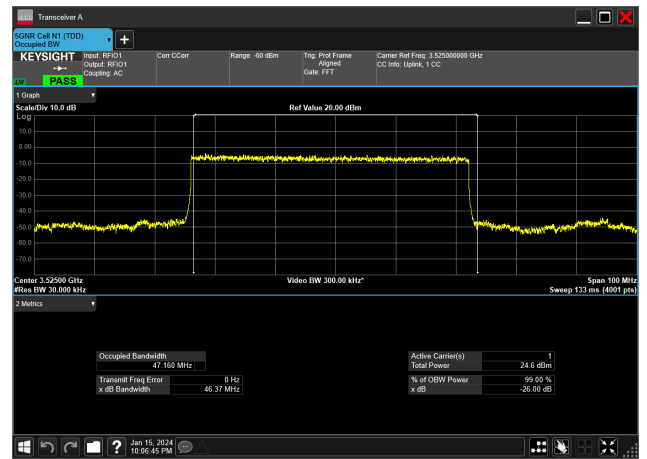 Transceiver A
5GNR Cell N1 (TDD)
Occupied BW
+
KEYSIGHT
LW
PASS
Input: RFIO1
Output: RFIO1
Coupling: AC
Corr CCorr
Range: -60 dBm
Trig: Prot Frame
Aligned
Gate: FFT
Carrier Ref Freq: 3.525000000 GHz
CC Info: Uplink, 1 CC
1 Graph
Scale/Div 10.0 dB
Ref Value 20.00 dBm
Log
10.0
0.00
-10.0
-20.0
-30.0
-40.0
-50.0
-60.0
-70.0
Center 3.52500 GHz
Video BW 300.00 kHz*
Span 100 MHz
#Res BW 30.000 kHz
Sweep 133 ms (4001 pts)
2 Metrics
Occupied Bandwidth
47.160 MHz
Active Carrier(s) 1
Total Power 24.6 dBm
Transmit Freq Error 0 Hz
x dB Bandwidth 46.37 MHz
% of OBW Power 99.00 %
x dB -26.00 dB
?
Jan 15, 2024
10:06:45 PM